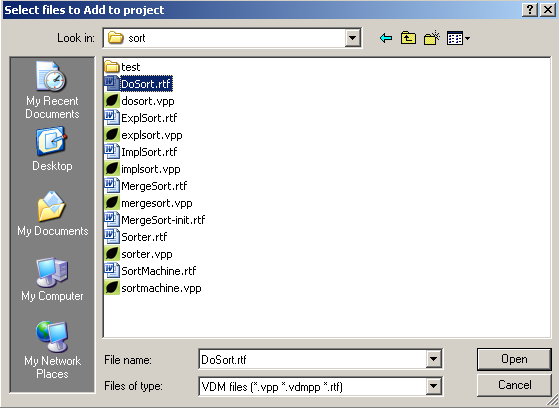 Select files to Add to project
Look in:
sort
My Recent
Documents
Desktop
My Documents
My Computer
My Network
Places
test
DoSort.rtf
dosort.vpp
ExplSort.rtf
explsort.vpp
ImplSort.rtf
implsort.vpp
MergeSort.rtf
mergesort.vpp
MergeSort-init.rtf
Sorter.rtf
sorter.vpp
SortMachine.rtf
sortmachine.vpp
File name:
DoSort.rtf
Open
Files of type:
VDM files (*.vpp *.vdmpp *.rtf)
Cancel